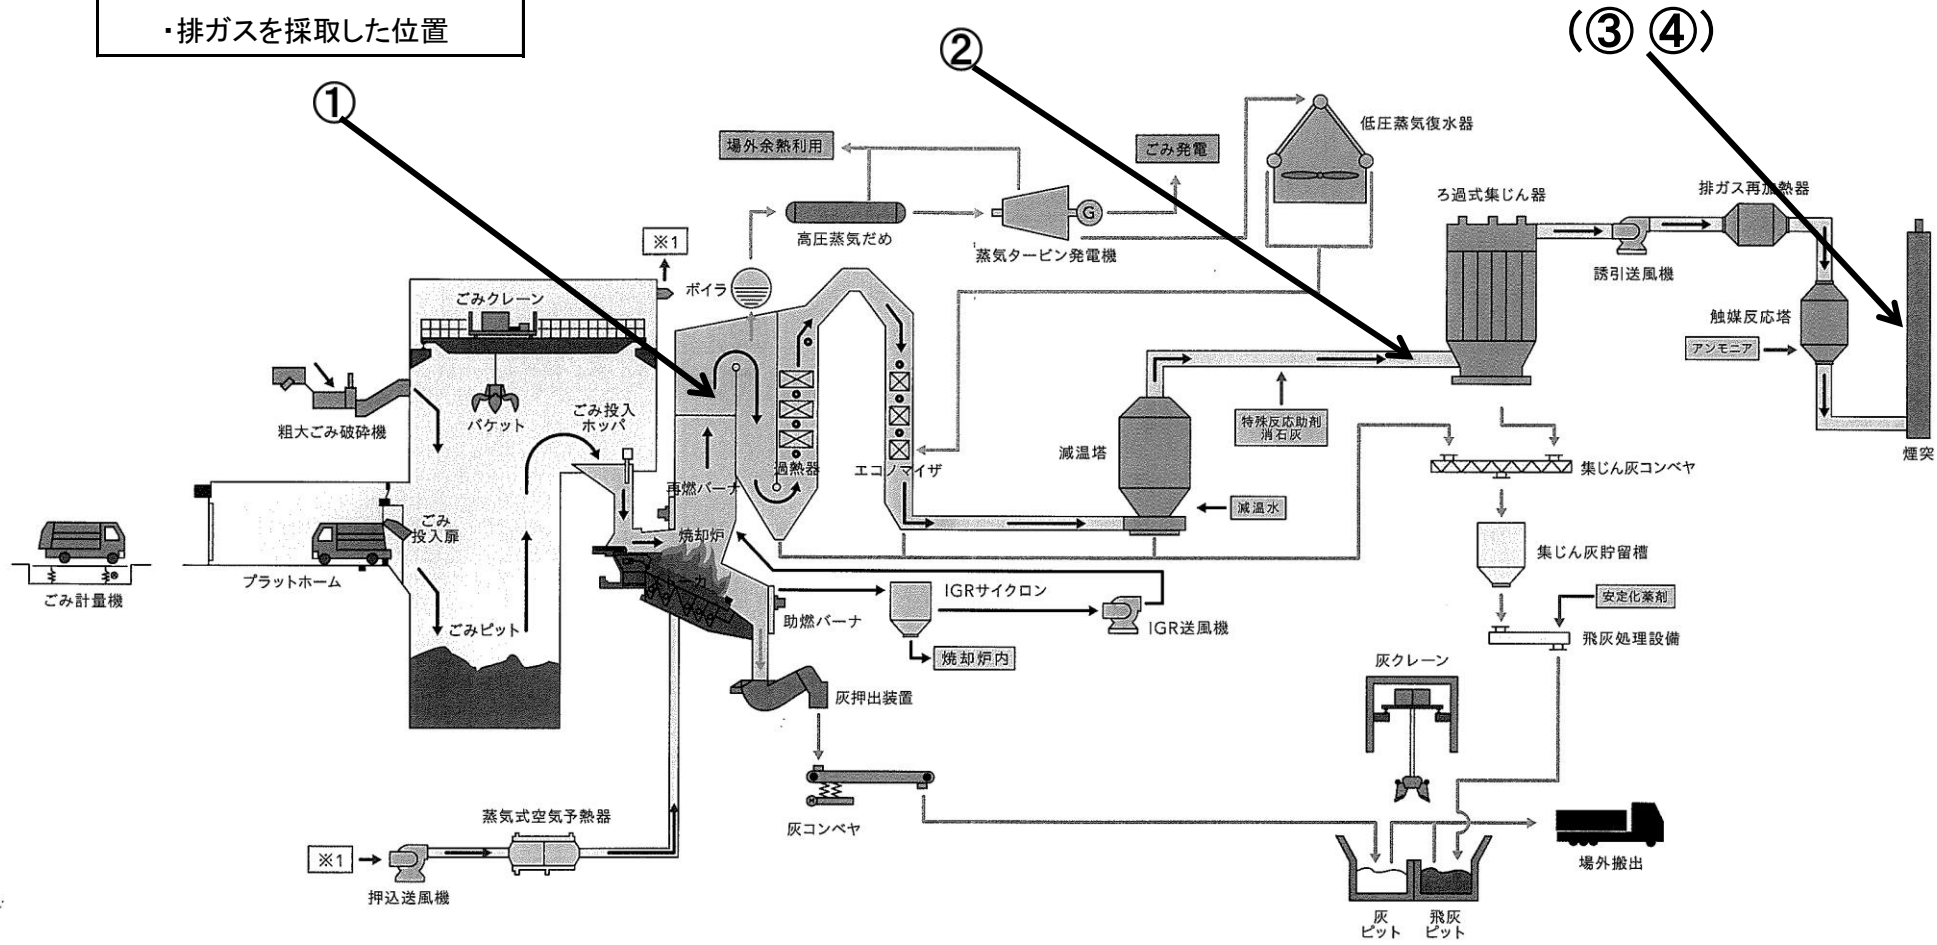 ・排ガスを採取した位置
①
②
(③ ④)
場外余熱利用
ごみ発電
低圧蒸気復水器
高圧蒸気だめ
G
蒸気タービン発電機
ろ過式集じん器
排ガス再加熱器
誘引送風機
※1
ボイラ
ごみクレーン
触媒反応塔
アンモニア
粗大ごみ破砕機
バケット
ごみ投入
ホッパ
特殊反応助剤
消石灰
減温塔
過熱器
エコノマイザ
再燃バーナ
集じん灰コンベヤ
煙突
減温水
ごみ
投入扉
焼却炉
ストーカ
集じん灰貯留槽
プラットホーム
ごみ計量機
IGRサイクロン
安定化薬剤
ごみピット
助燃バーナ
IGR送風機
飛灰処理設備
焼却炉内
灰クレーン
灰押出装置
蒸気式空気予熱器
灰コンベヤ
※1
押込送風機
場外搬出
灰
ピット
飛灰
ピット